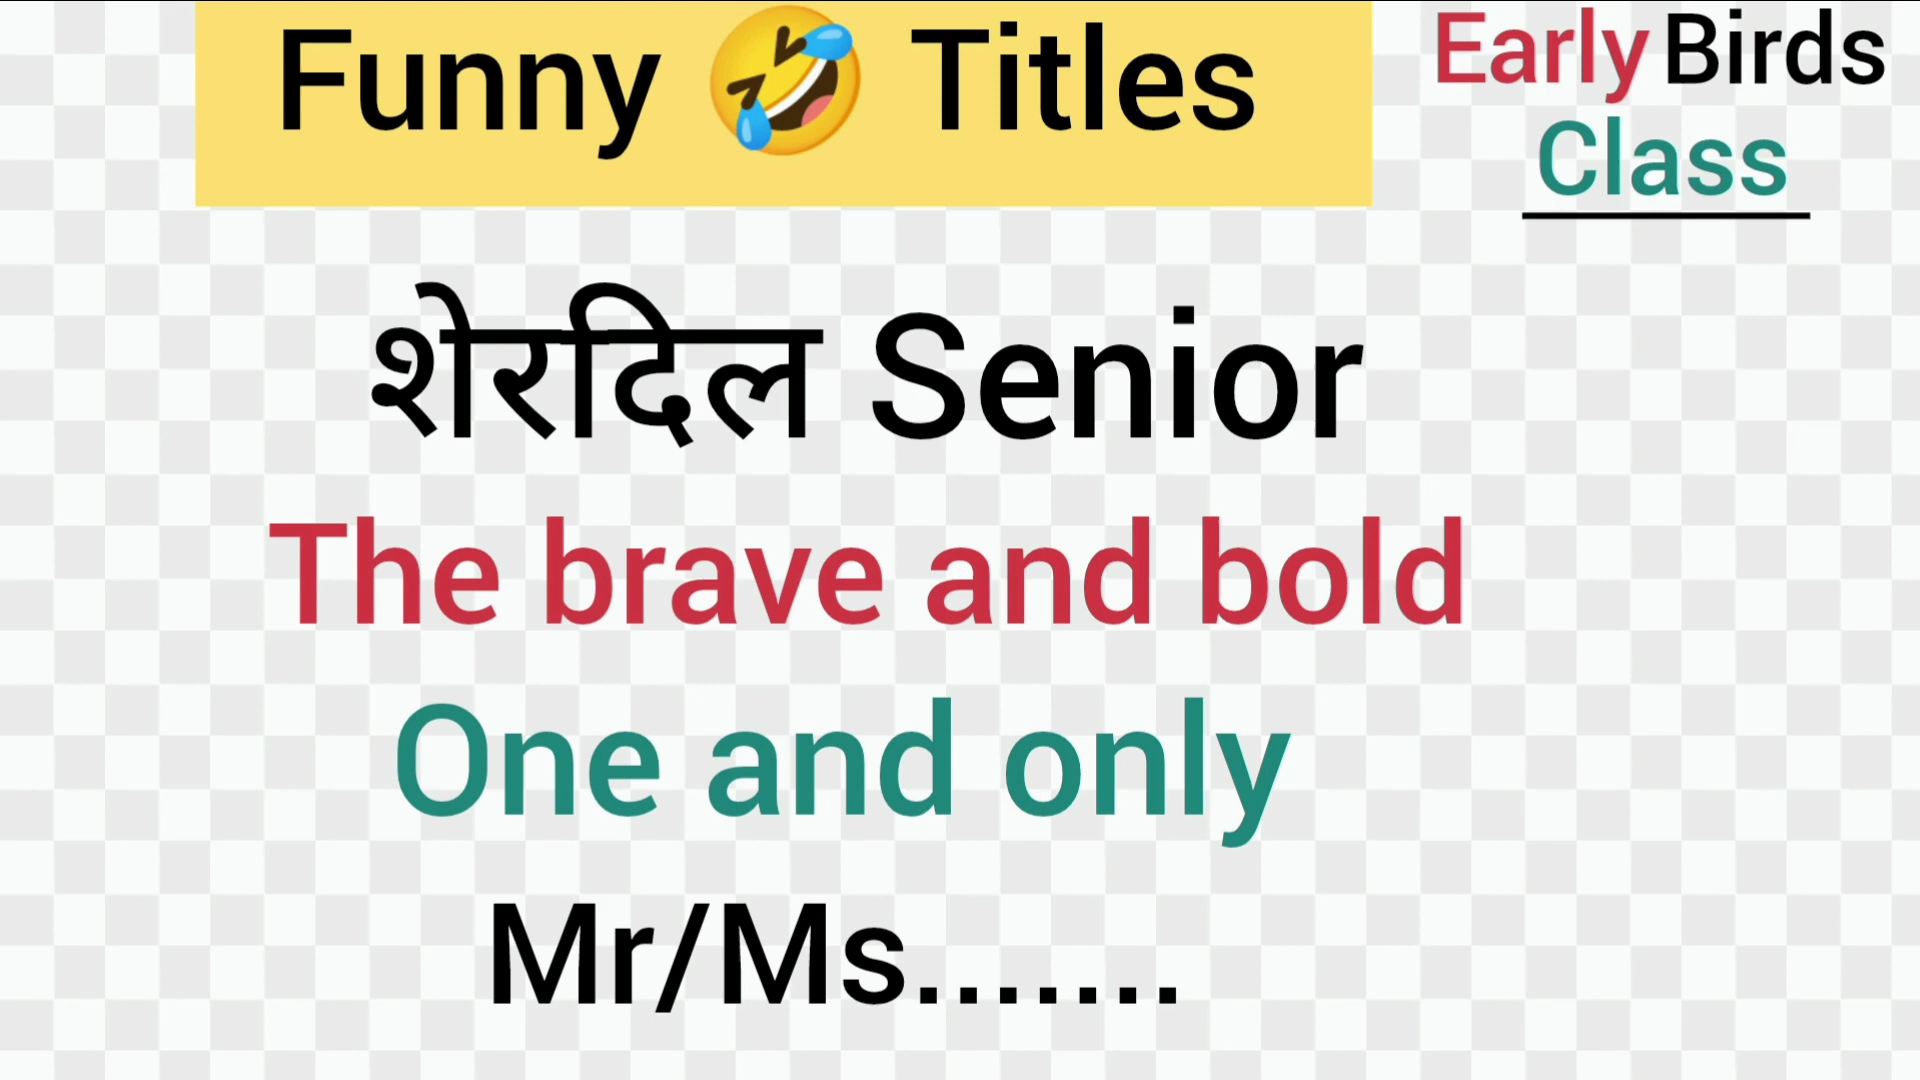 Funny 🤣 Titles
Early Birds
Class
शेरदिल Senior
The brave and bold
One and only
Mr/Ms.......